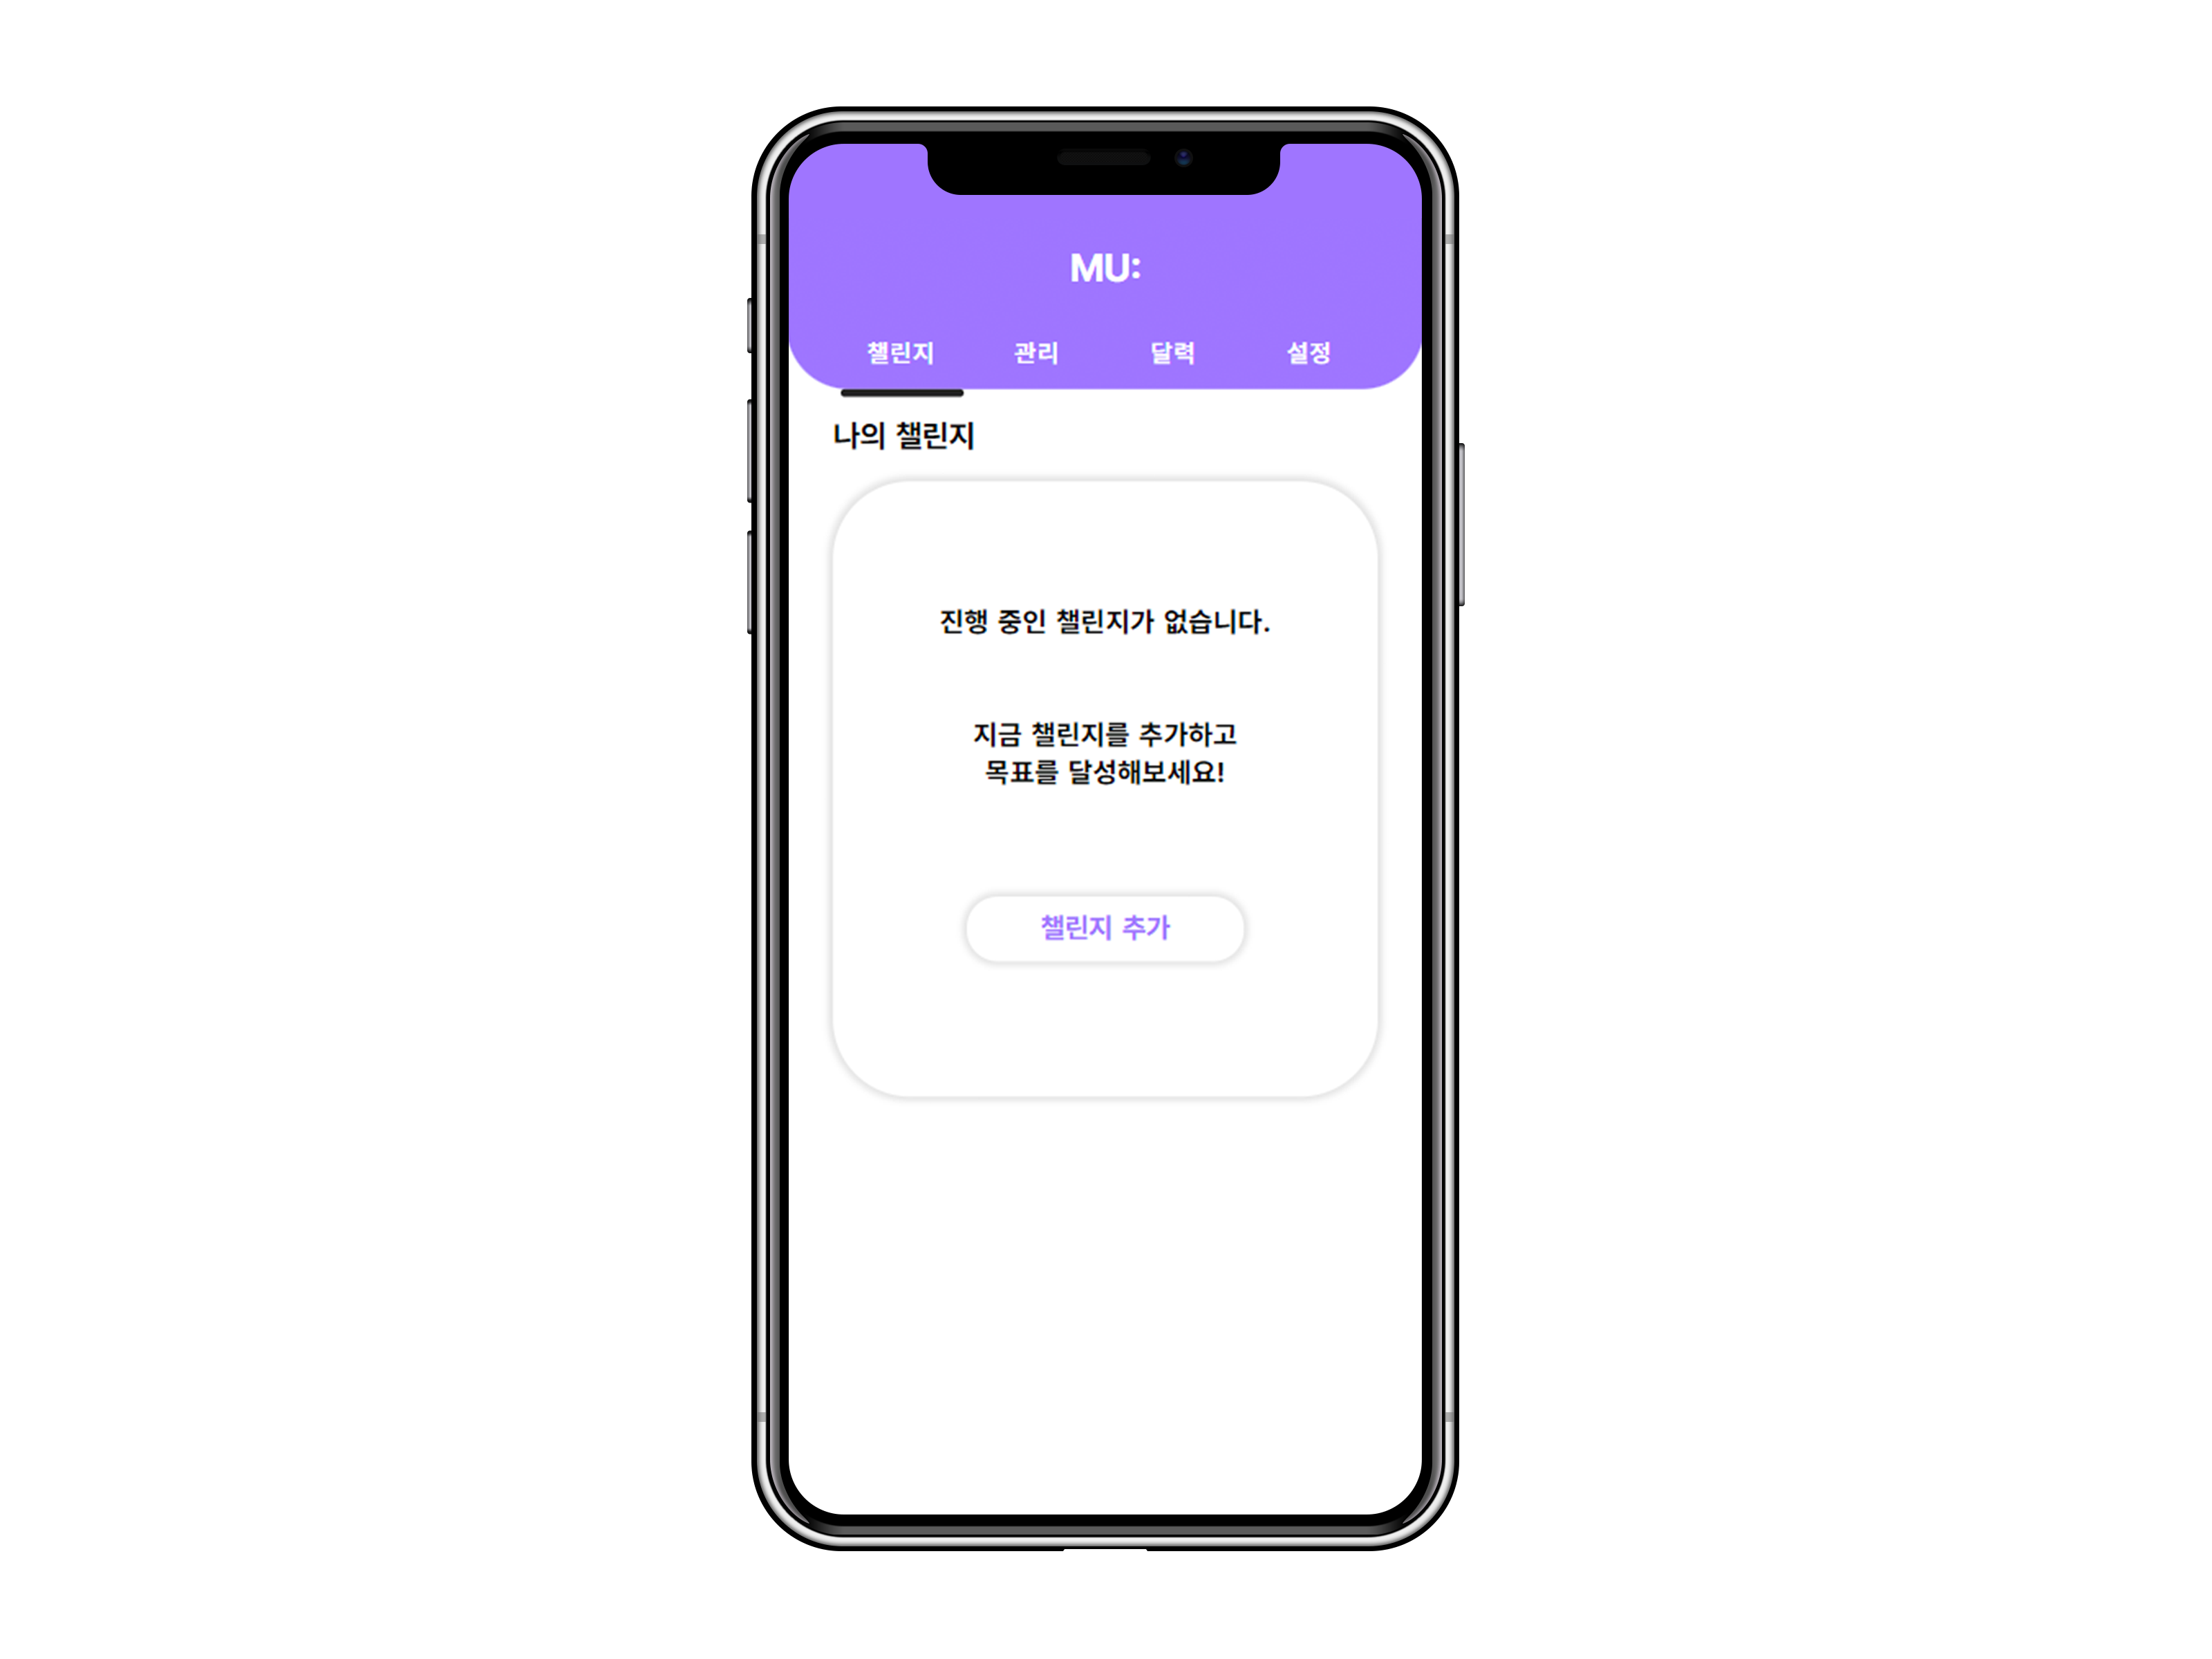 MU:
챌린지 관리 달력 설정
나의 챌린지
진행 중인 챌린지가 없습니다.
지금 챌린지를 추가하고
목표를 달성해보세요!
챌린지 추가